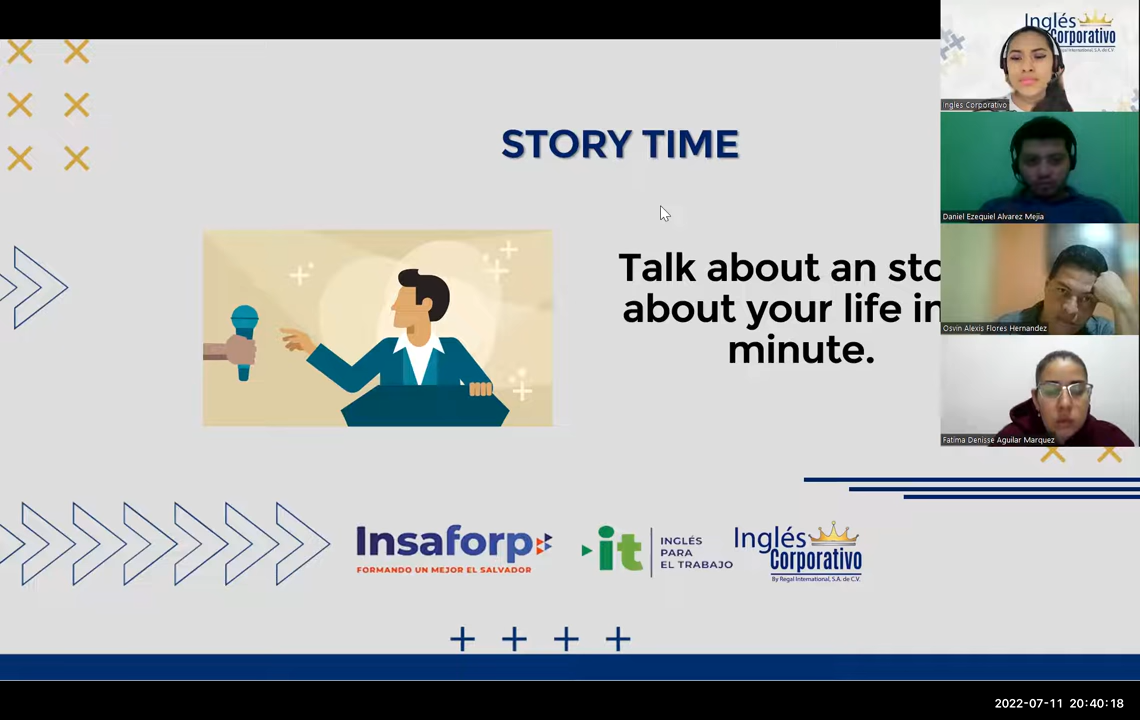 Inglés
Corporativo
Inglés Corporativo
STORY TIME
Daniel Ezequiel Alvarez Mejia
Talk about an sto
about your life in
minute.
Osvin Alexis Flores Hernandez
Fatima Denisse Aguilar Marquez
Insaforp
FORMANDO UN MEJOR EL SALVADOR
it
INGLÉS
PARA
EL TRABAJO
Inglés
Corporativo
By Regal International, S.A. de C.V.
2022-07-11 20:40:18